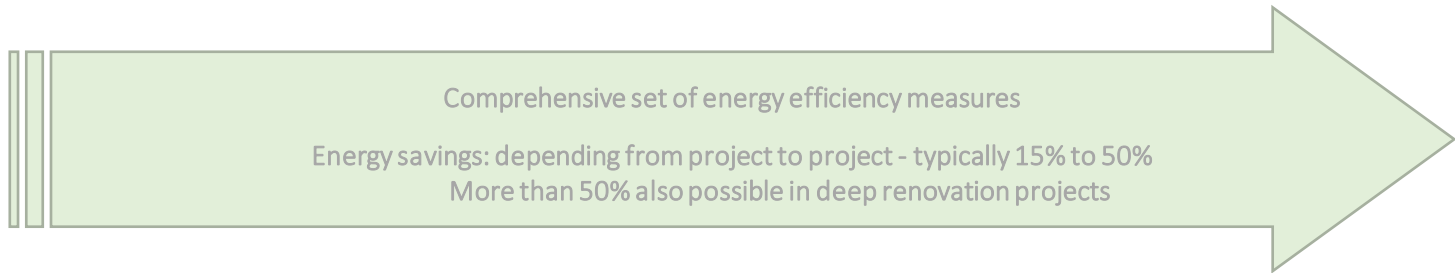 Comprehensive set of energy efficiency measures
Energy savings: depending from project to project - typically 15% to 50%
More than 50% also possible in deep renovation projects